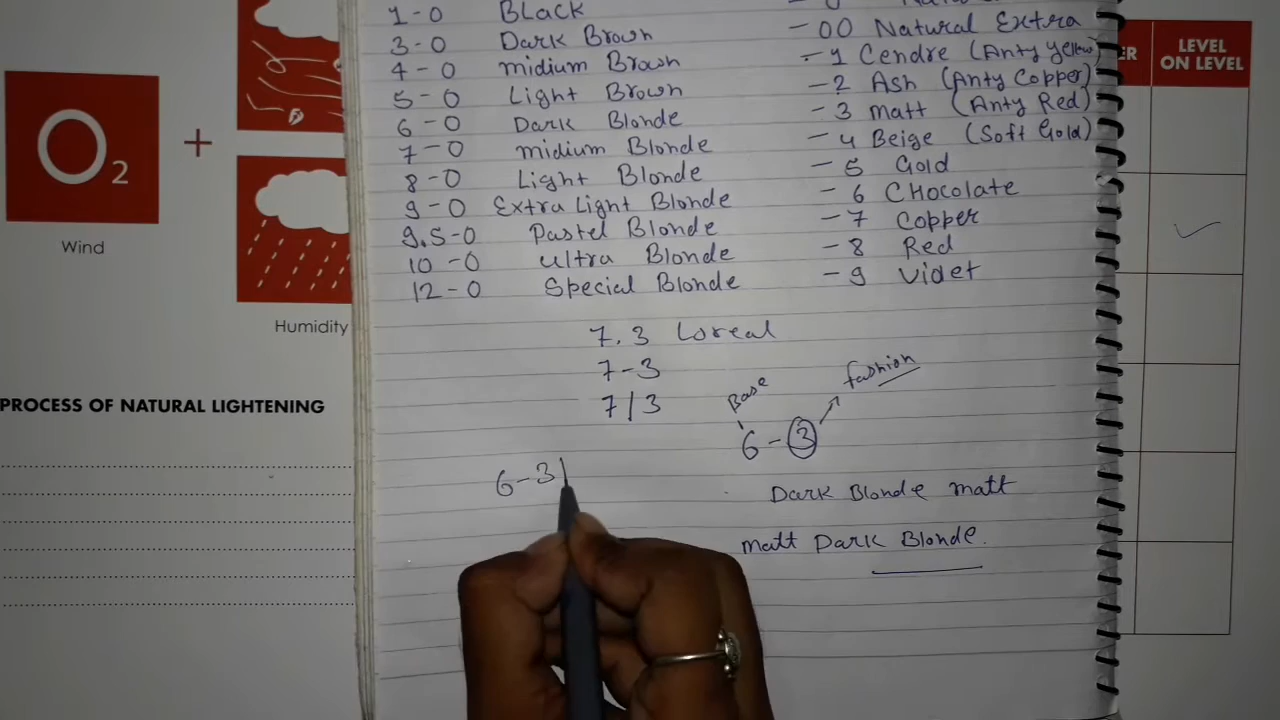 1-0 BLACK
3-0 Dark Brown
4-0 midium Brown
5-0 Light Brown
6-0 Dark Blonde
7-0 midium Blonde
8-0 Light Blonde
9-0 Extra Light Blonde
9.5-0 Pastel Blonde
10-0 ultra Blonde
12-0 Special Blonde
-00 Natural Extra
-1 Cendre (Anty yellow)
-2 Ash (Anty Copper)
-3 matt (Anty Red)
-4 Beige (Soft Gold)
-5 Gold
-6 CHocolate
-7 Copper
-8 Red
-9 Violet
7.3 Loreal
7-3
7/3
Base
fashion
6-3
6-3
Dark Blonde matt
matt Dark Blonde.
O2
+
Wind
Humidity
PROCESS OF NATURAL LIGHTENING
ER
LEVEL
ON LEVEL